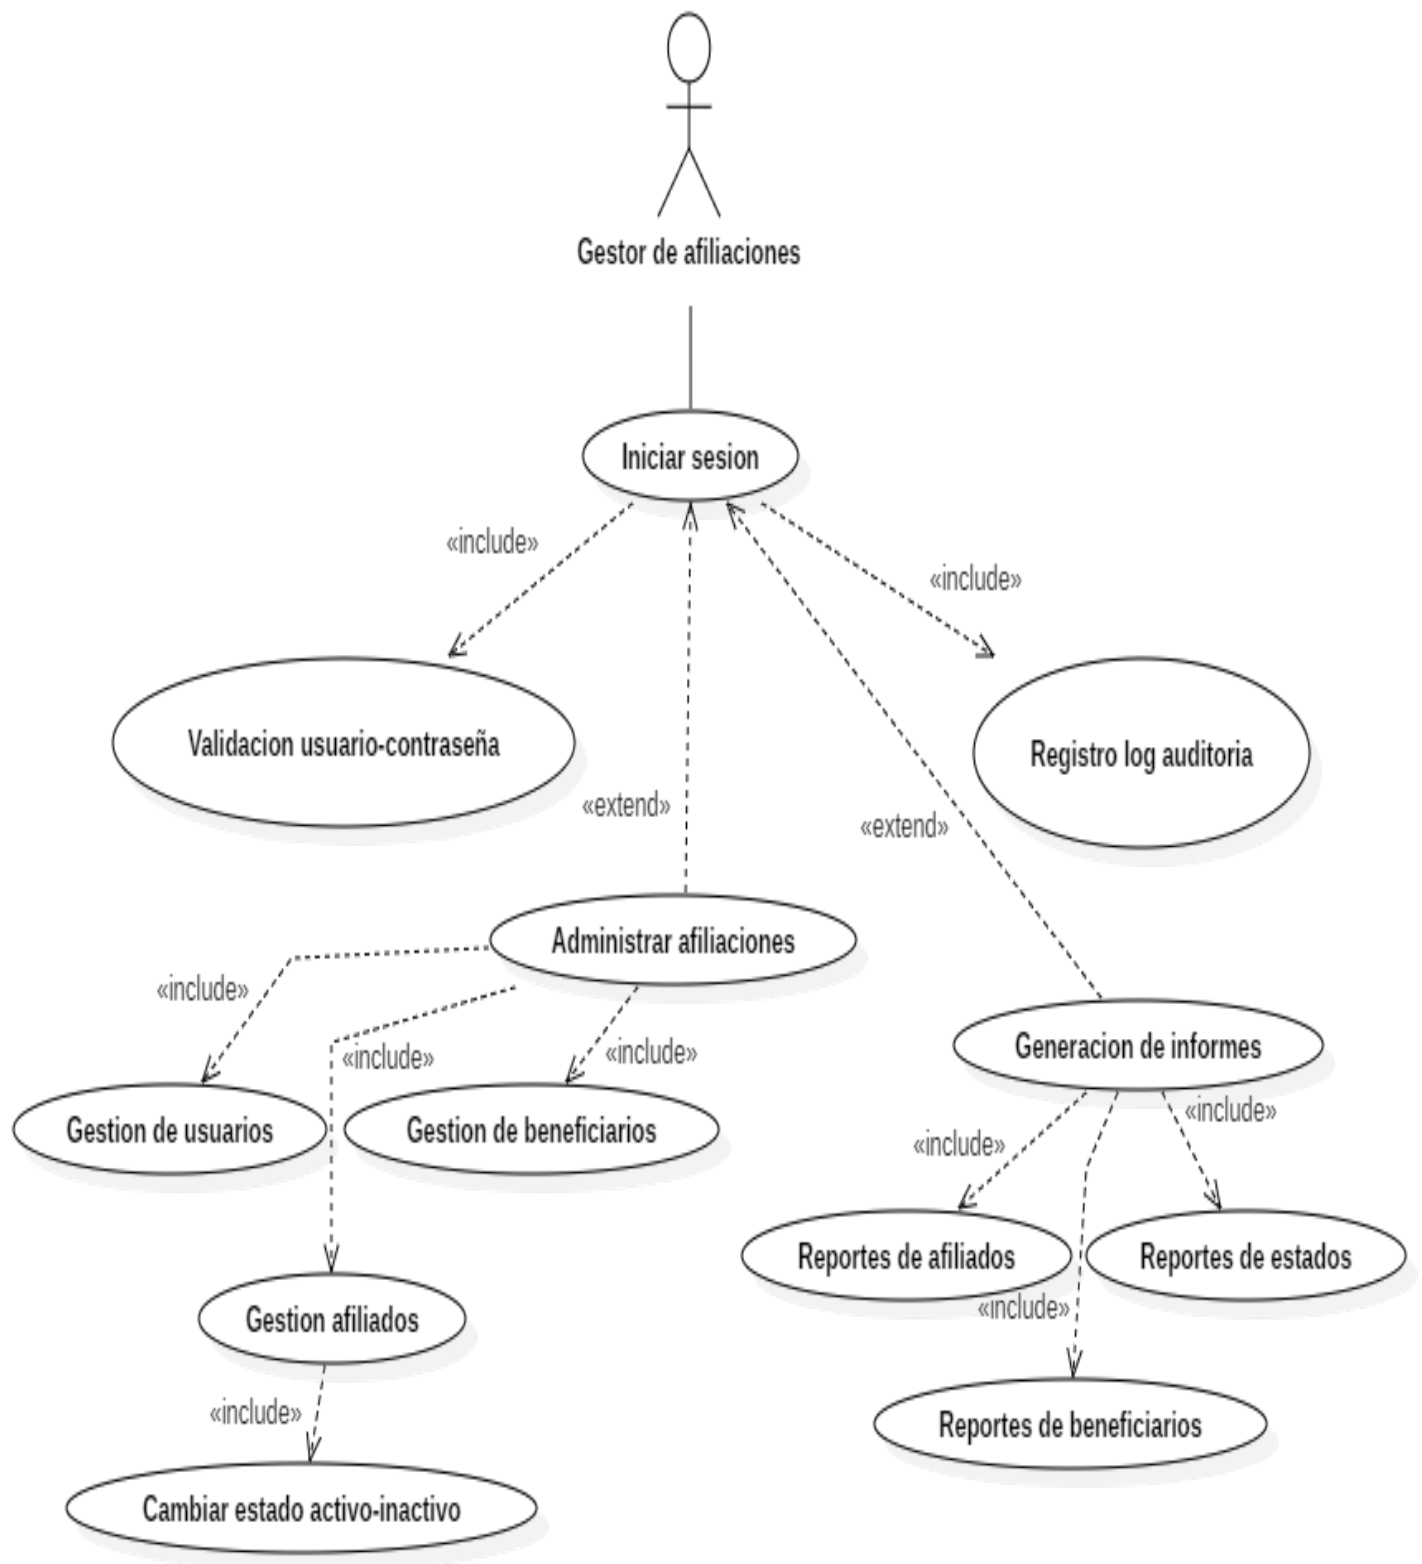 Gestor de afiliaciones
Iniciar sesion
«include»
«include»
Validacion usuario-contraseña
Registro log auditoria
«extend»
«extend»
Administrar afiliaciones
«include»
«include»
«include»
Generacion de informes
Gestion de usuarios
Gestion de beneficiarios
«include»
«include»
Reportes de afiliados
Reportes de estados
«include»
Gestion afiliados
«include»
Reportes de beneficiarios
Cambiar estado activo-inactivo